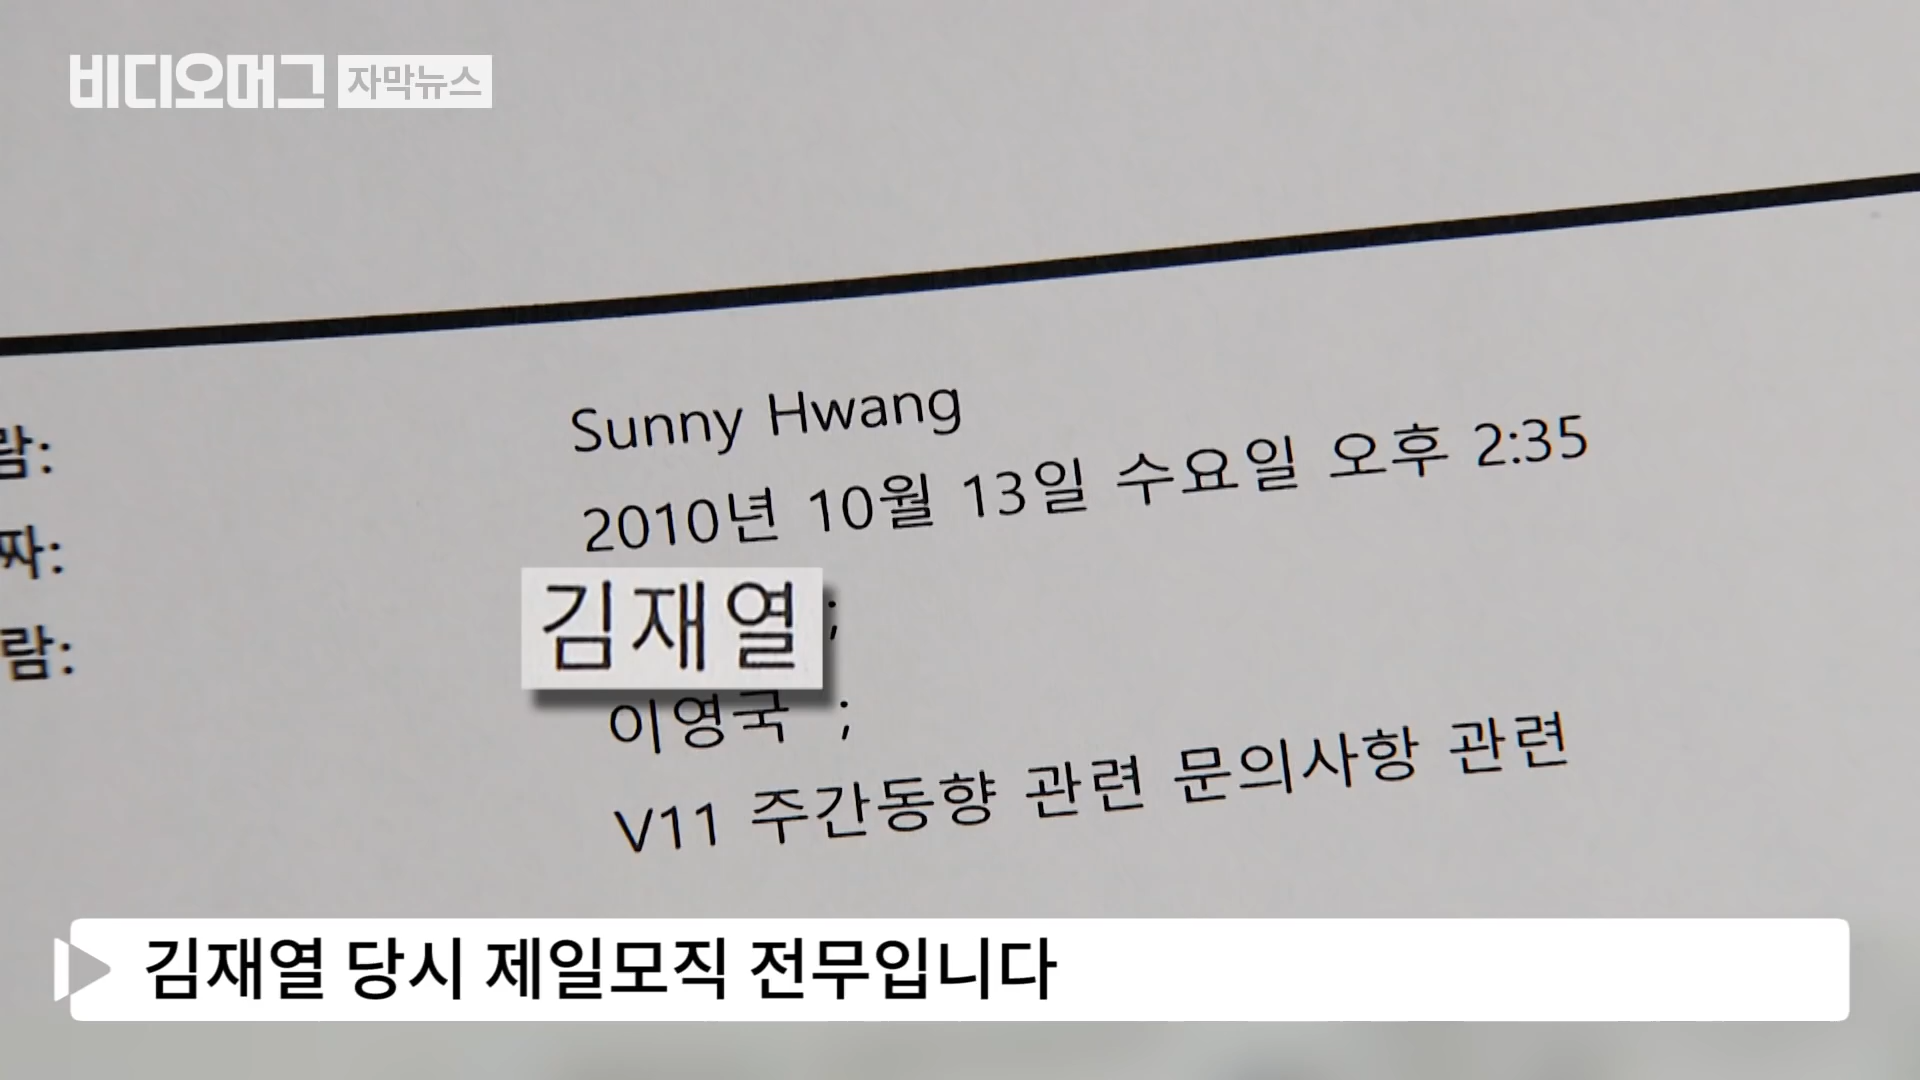 비디오머그 자막뉴스
람: Sunny Hwang
짜: 2010년 10월 13일 수요일 오후 2:35
람: 김재열 ;
이영국 ;
V11 주간동향 관련 문의사항 관련
김재열 당시 제일모직 전무입니다